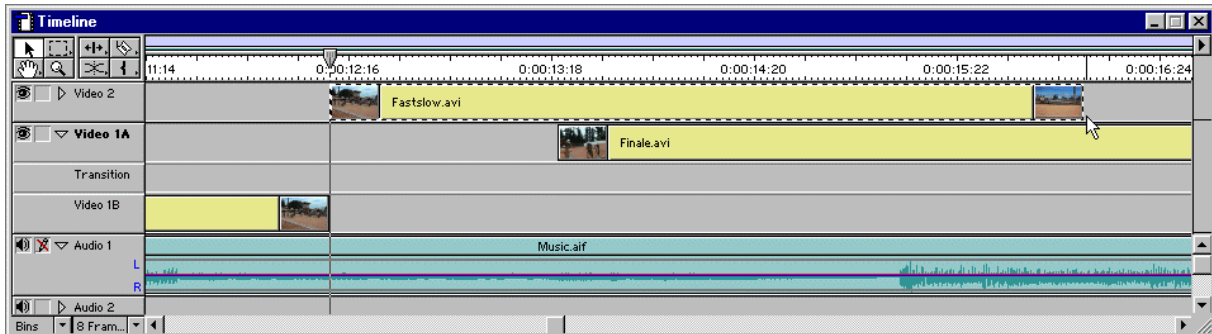 Timeline
11:14 0:00:12:16 0:00:13:18 0:00:14:20 0:00:15:22 0:00:16:24
Video 2 Fastslow.avi
Video 1A Finale.avi
Transition
Video 1B
Audio 1 Music.aif
L
R
Audio 2
Bins 8 Fram...